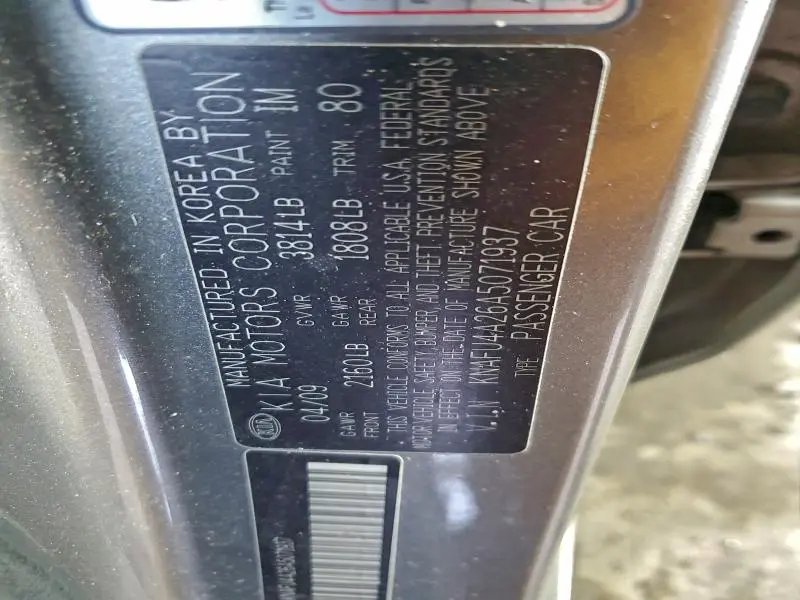 MANUFACTURED IN KOREA BY
KIA MOTORS CORPORATION
KIA
04/09 GVWR 3814LB PAINT 1M
GAWR FRONT 2160LB GAWR REAR 1808LB TRIM 80
THIS VEHICLE CONFORMS TO ALL APPLICABLE U.S.A. FEDERAL
MOTOR VEHICLE SAFETY, BUMPER, AND THEFT PREVENTION STANDARDS
IN EFFECT ON THE DATE OF MANUFACTURE SHOWN ABOVE
V.I.N KNAFU4A26A5071937
TYPE PASSENGER CAR